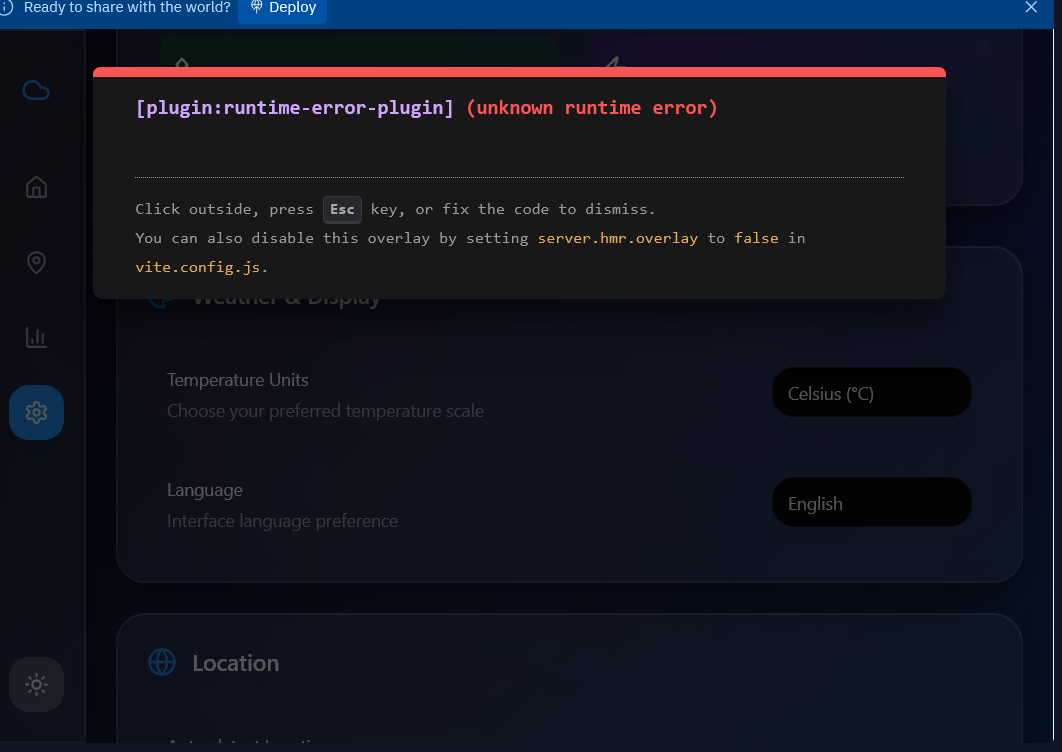 Ready to share with the world? Deploy
[plugin:runtime-error-plugin] (unknown runtime error)
Click outside, press Esc key, or fix the code to dismiss.
You can also disable this overlay by setting server.hmr.overlay to false in
vite.config.js.
Weather & Display
Temperature Units
Choose your preferred temperature scale
Celsius (°C)
Language
Interface language preference
English
Location